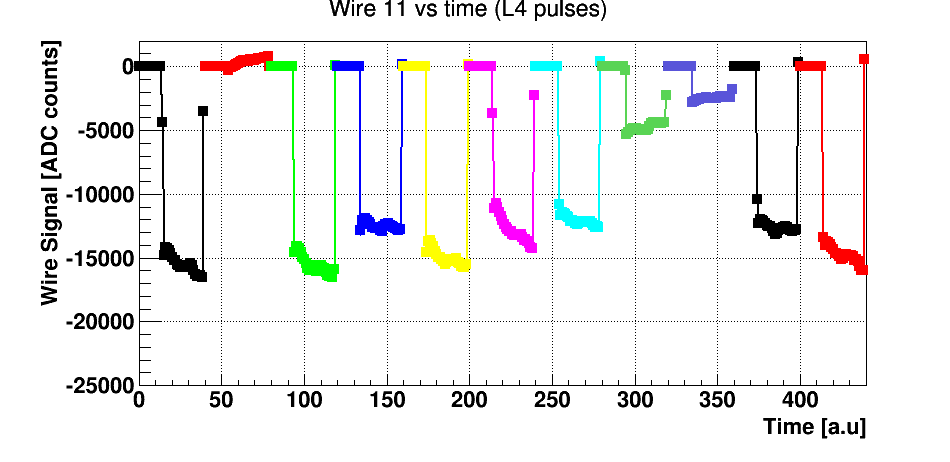 Wire 11 vs time (L4 pulses)
Wire Signal [ADC counts]
0
-5000
-10000
-15000
-20000
-25000
0 50 100 150 200 250 300 350 400
Time [a.u]